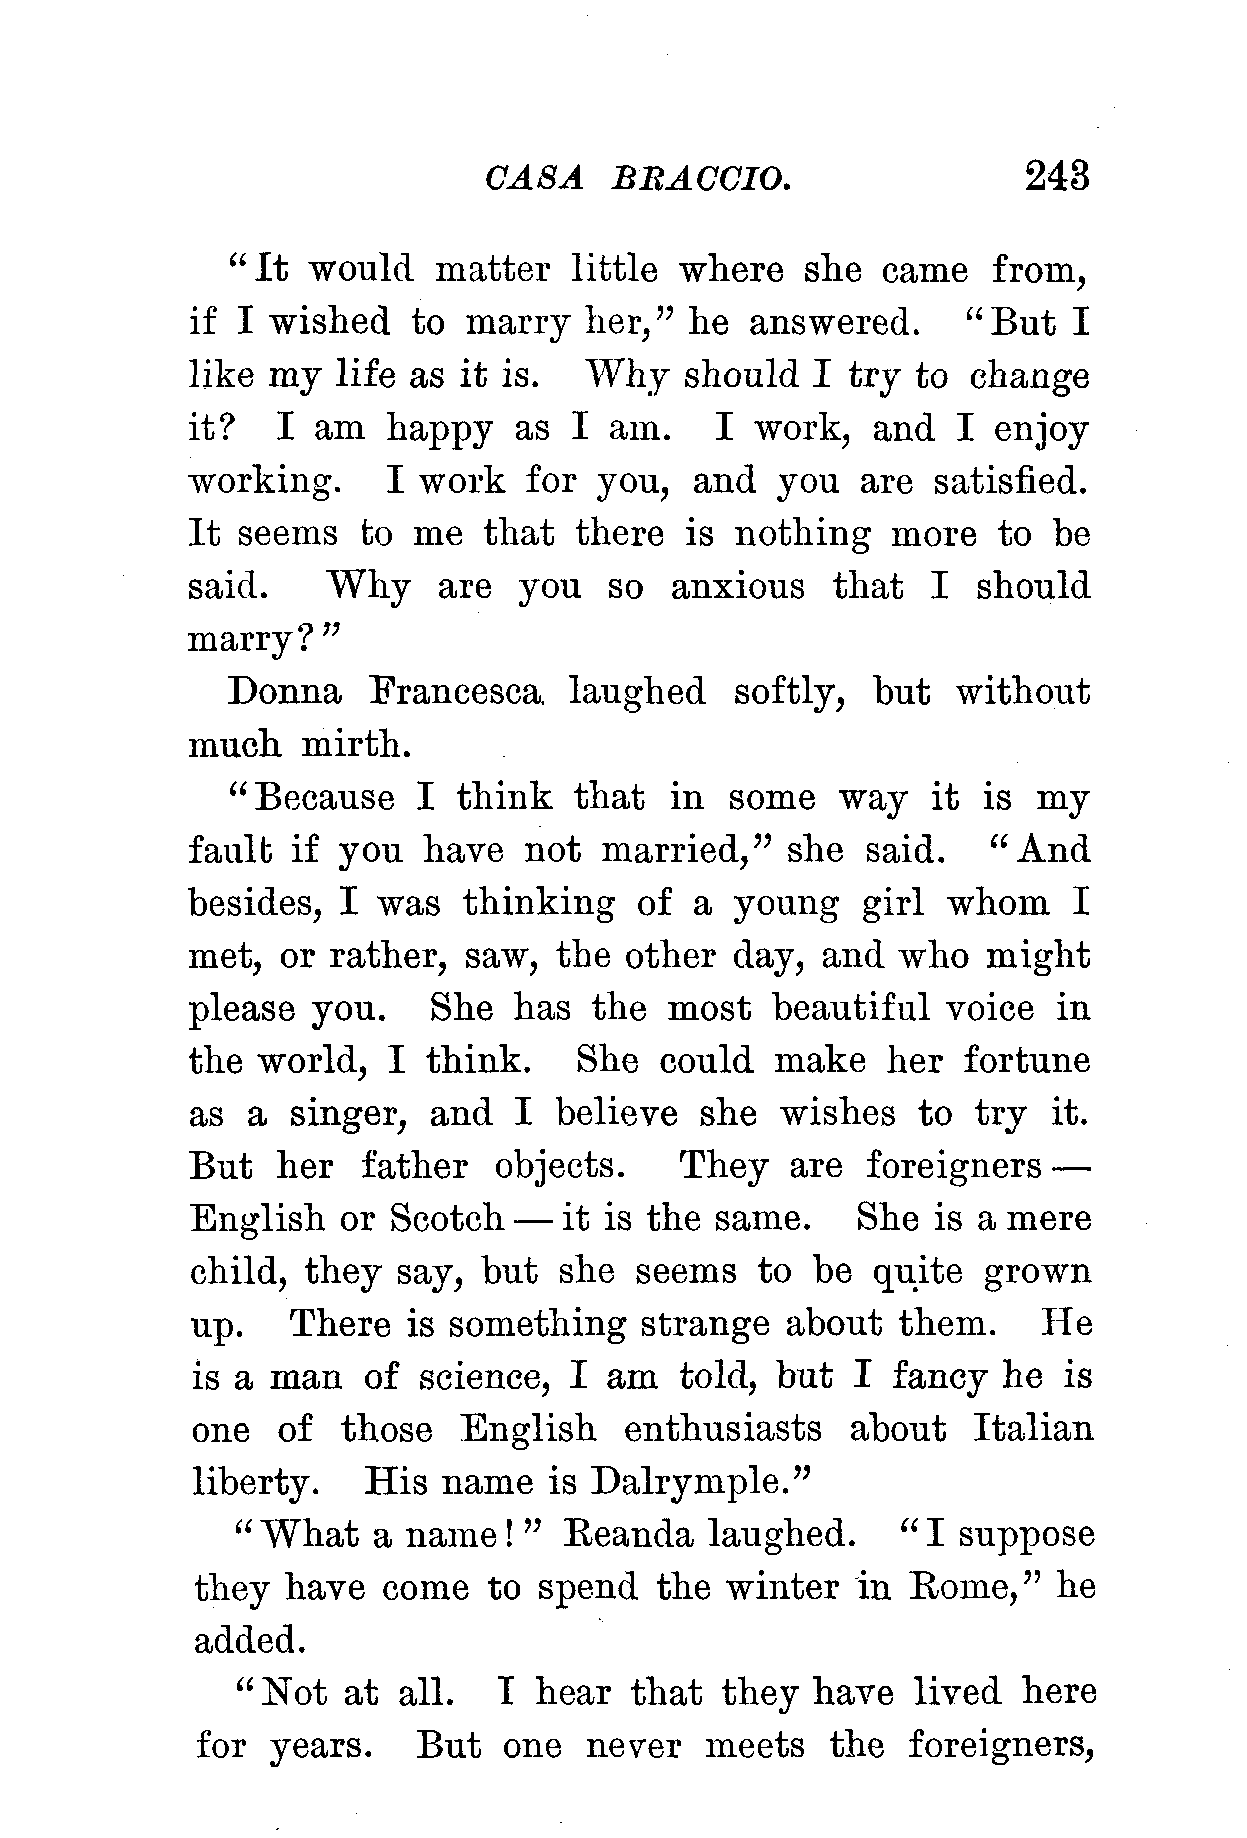 CASA BRACCIO. 243
"It would matter little where she came from,
if I wished to marry her," he answered. "But I
like my life as it is. Why should I try to change
it? I am happy as I am. I work, and I enjoy
working. I work for you, and you are satisfied.
It seems to me that there is nothing more to be
said. Why are you so anxious that I should
marry?"
Donna Francesca laughed softly, but without
much mirth.
"Because I think that in some way it is my
fault if you have not married," she said. "And
besides, I was thinking of a young girl whom I
met, or rather, saw, the other day, and who might
please you. She has the most beautiful voice in
the world, I think. She could make her fortune
as a singer, and I believe she wishes to try it.
But her father objects. They are foreigners —
English or Scotch — it is the same. She is a mere
child, they say, but she seems to be quite grown
up. There is something strange about them. He
is a man of science, I am told, but I fancy he is
one of those English enthusiasts about Italian
liberty. His name is Dalrymple."
"What a name!" Reanda laughed. "I suppose
they have come to spend the winter in Rome," he
added.
"Not at all. I hear that they have lived here
for years. But one never meets the foreigners,